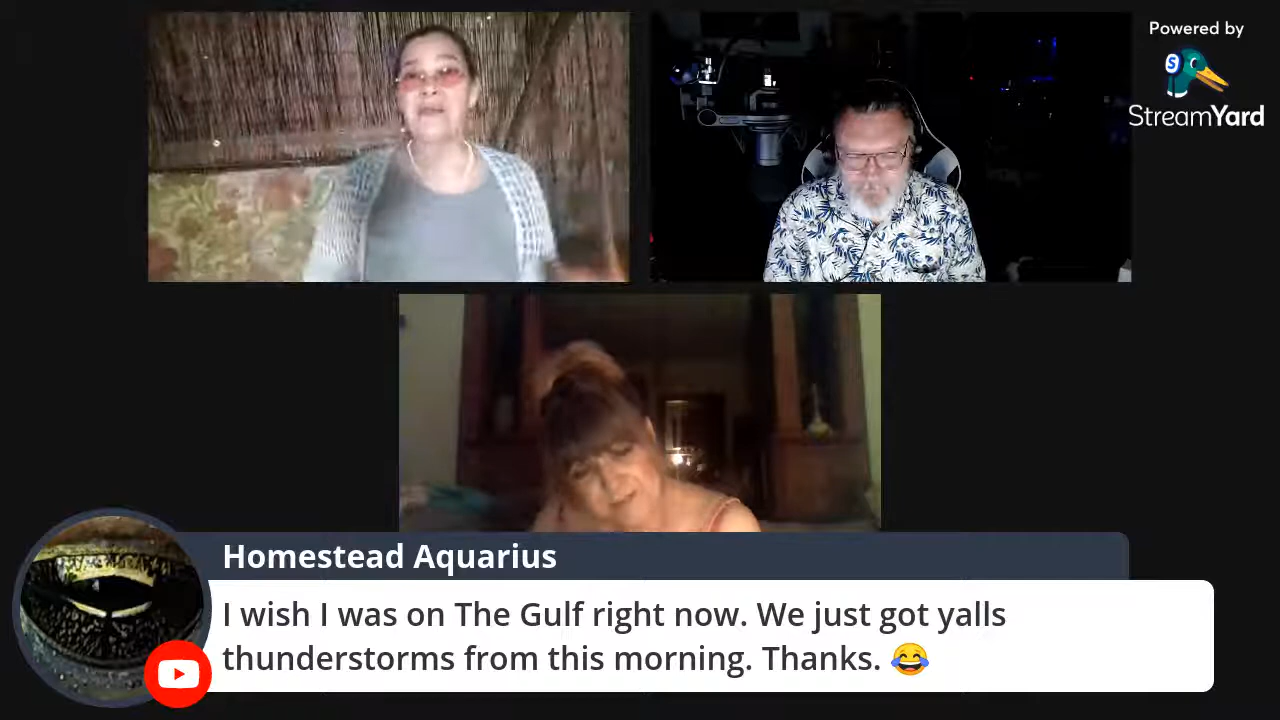 Powered by
StreamYard
Homestead Aquarius
I wish I was on The Gulf right now. We just got yalls
thunderstorms from this morning. Thanks. 😂